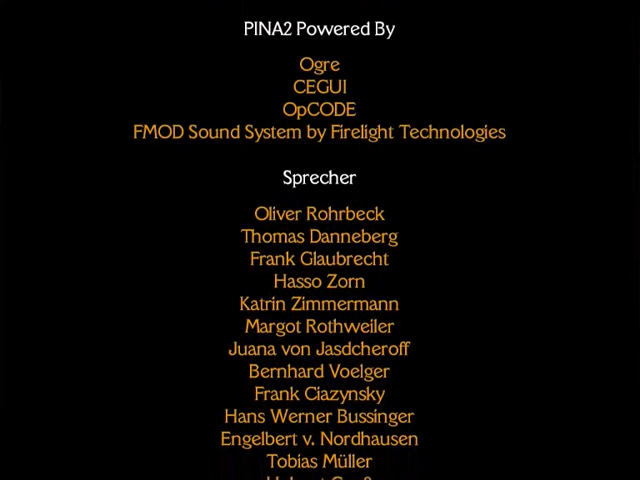 PINA2 Powered By
Ogre
CEGUI
OpCODE
FMOD Sound System by Firelight Technologies
Sprecher
Oliver Rohrbeck
Thomas Danneberg
Frank Glaubrecht
Hasso Zorn
Katrin Zimmermann
Margot Rothweiler
Juana von Jasdcheroff
Bernhard Voelger
Frank Ciazynsky
Hans Werner Bussinger
Engelbert v. Nordhausen
Tobias Müller